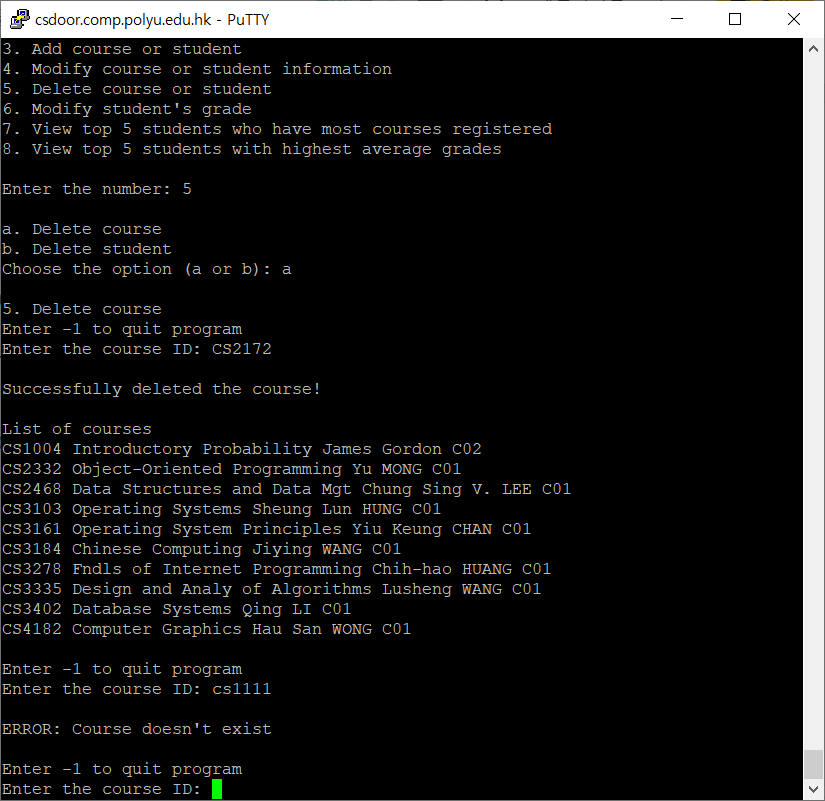 csdoor.comp.polyu.edu.hk - PuTTY
3. Add course or student
4. Modify course or student information
5. Delete course or student
6. Modify student's grade
7. View top 5 students who have most courses registered
8. View top 5 students with highest average grades
Enter the number: 5
a. Delete course
b. Delete student
Choose the option (a or b): a
5. Delete course
Enter -1 to quit program
Enter the course ID: CS2172
Successfully deleted the course!
List of courses
CS1004 Introductory Probability James Gordon C02
CS2332 Object-Oriented Programming Yu MONG C01
CS2468 Data Structures and Data Mgt Chung Sing V. LEE C01
CS3103 Operating Systems Sheung Lun HUNG C01
CS3161 Operating System Principles Yiu Keung CHAN C01
CS3184 Chinese Computing Jiying WANG C01
CS3278 Fndls of Internet Programming Chih-hao HUANG C01
CS3335 Design and Analy of Algorithms Lusheng WANG C01
CS3402 Database Systems Qing LI C01
CS4182 Computer Graphics Hau San WONG C01
Enter -1 to quit program
Enter the course ID: cs1111
ERROR: Course doesn't exist
Enter -1 to quit program
Enter the course ID: